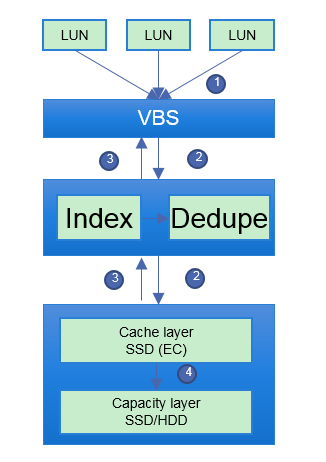 LUN LUN LUN
1
VBS
3 2
Index Dedupe
3 2
Cache layer
SSD (EC)
4
Capacity layer
SSD/HDD